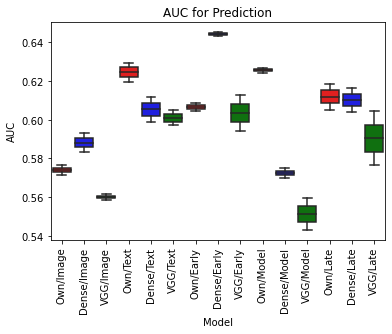 AUC for Prediction
AUC
0.64
0.62
0.60
0.58
0.56
0.54
Own/Image
Dense/Image
VGG/Image
Own/Text
Dense/Text
VGG/Text
Own/Early
Dense/Early
VGG/Early
Own/Model
Dense/Model
VGG/Model
Own/Late
Dense/Late
VGG/Late
Model